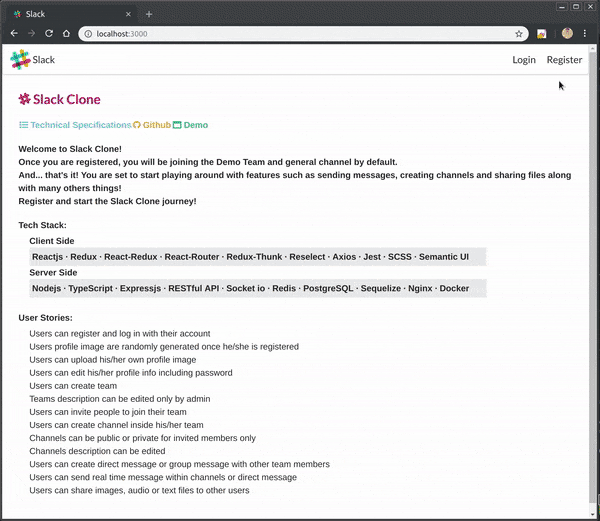 Slack
localhost:3000
Slack
Login Register
Slack Clone
Technical Specifications Github Demo
Welcome to Slack Clone!
Once you are registered, you will be joining the Demo Team and general channel by default.
And... that's it! You are set to start playing around with features such as sending messages, creating channels and sharing files along
with many others things!
Register and start the Slack Clone journey!
Tech Stack:
Client Side
Reactjs · Redux · React-Redux · React-Router · Redux-Thunk · Reselect · Axios · Jest · SCSS · Semantic UI
Server Side
Nodejs · TypeScript · Expressjs · RESTful API · Socket io · Redis · PostgreSQL · Sequelize · Nginx · Docker
User Stories:
Users can register and log in with their account
Users profile image are randomly generated once he/she is registered
Users can upload his/her own profile image
Users can edit his/her profile info including password
Users can create team
Teams description can be edited only by admin
Users can invite people to join their team
Users can create channel inside his/her team
Channels can be public or private for invited members only
Channels description can be edited
Users can create direct message or group message with other team members
Users can send real time message within channels or direct message
Users can share images, audio or text files to other users